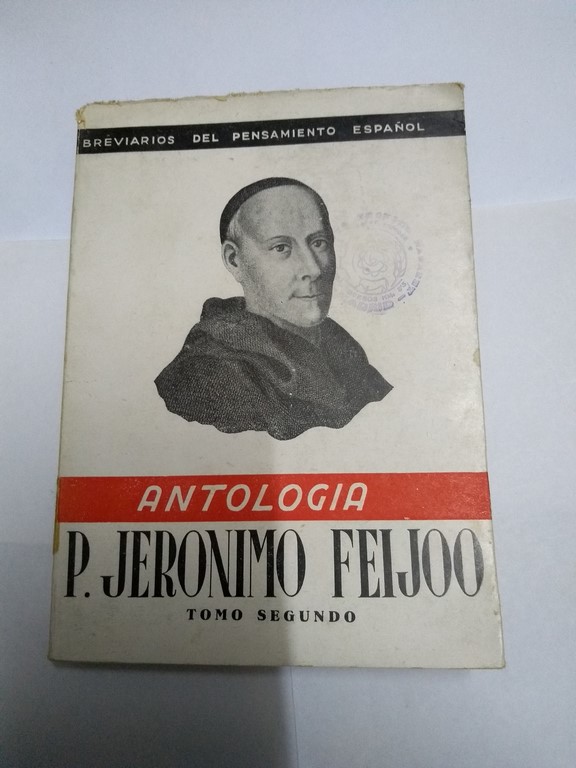 BREVIARIOS DEL PENSAMIENTO ESPAÑOL
ANTOLOGIA
P. JERONIMO FEIJOO
TOMO SEGUNDO